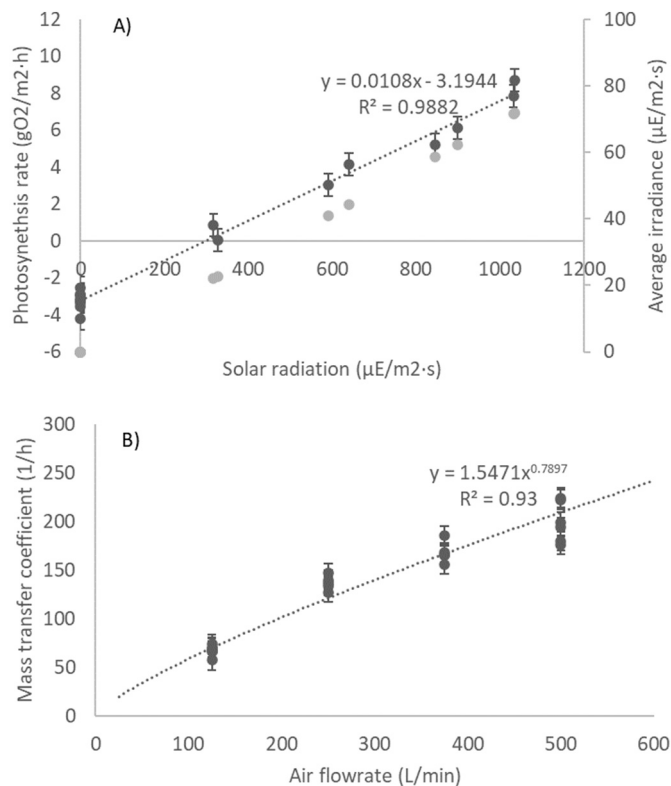 A)
Photosynethsis rate (gO2/m2·h)
12
10
8
6
4
2
0
-2
-4
-6
y = 0.0108x - 3.1944
R² = 0.9882
0 200 400 600 800 1000 1200
Solar radiation (µE/m2·s)
100
80
60
40
20
0
Average irradiance (µE/m2·s)
B)
Mass transfer coefficient (1/h)
300
250
200
150
100
50
0
y = 1.5471x^0.7897
R² = 0.93
0 100 200 300 400 500 600
Air flowrate (L/min)